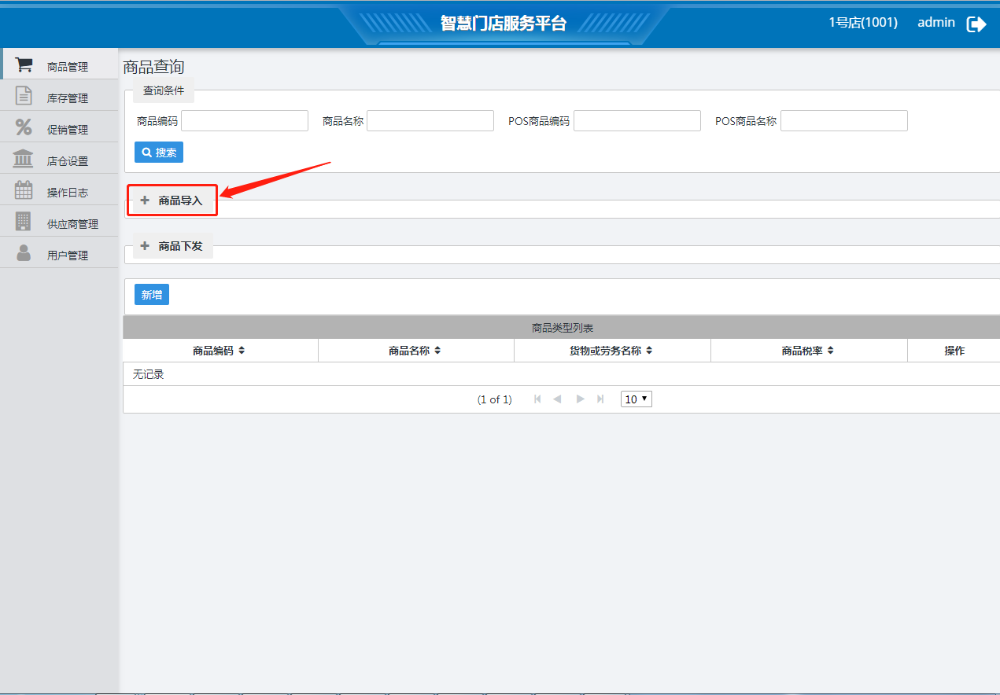 智慧门店服务平台
1号店(1001) admin
商品管理
库存管理
促销管理
店仓设置
操作日志
供应商管理
用户管理
商品查询
查询条件
商品编码 商品名称 POS商品编码 POS商品名称
搜索
商品导入
商品下发
新增
商品类型列表
商品编码 商品名称 货物或劳务名称 商品税率 操作
无记录
(1 of 1) 10